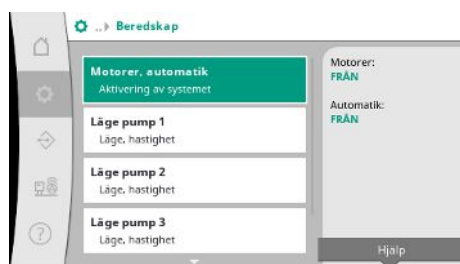 ..▸ Beredskap
Motorer, automatik
Aktivering av systemet
Läge pump 1
Läge, hastighet
Läge pump 2
Läge, hastighet
Läge pump 3
Läge, hastighet
Motorer:
FRÅN
Automatik:
FRÅN
Hjälp